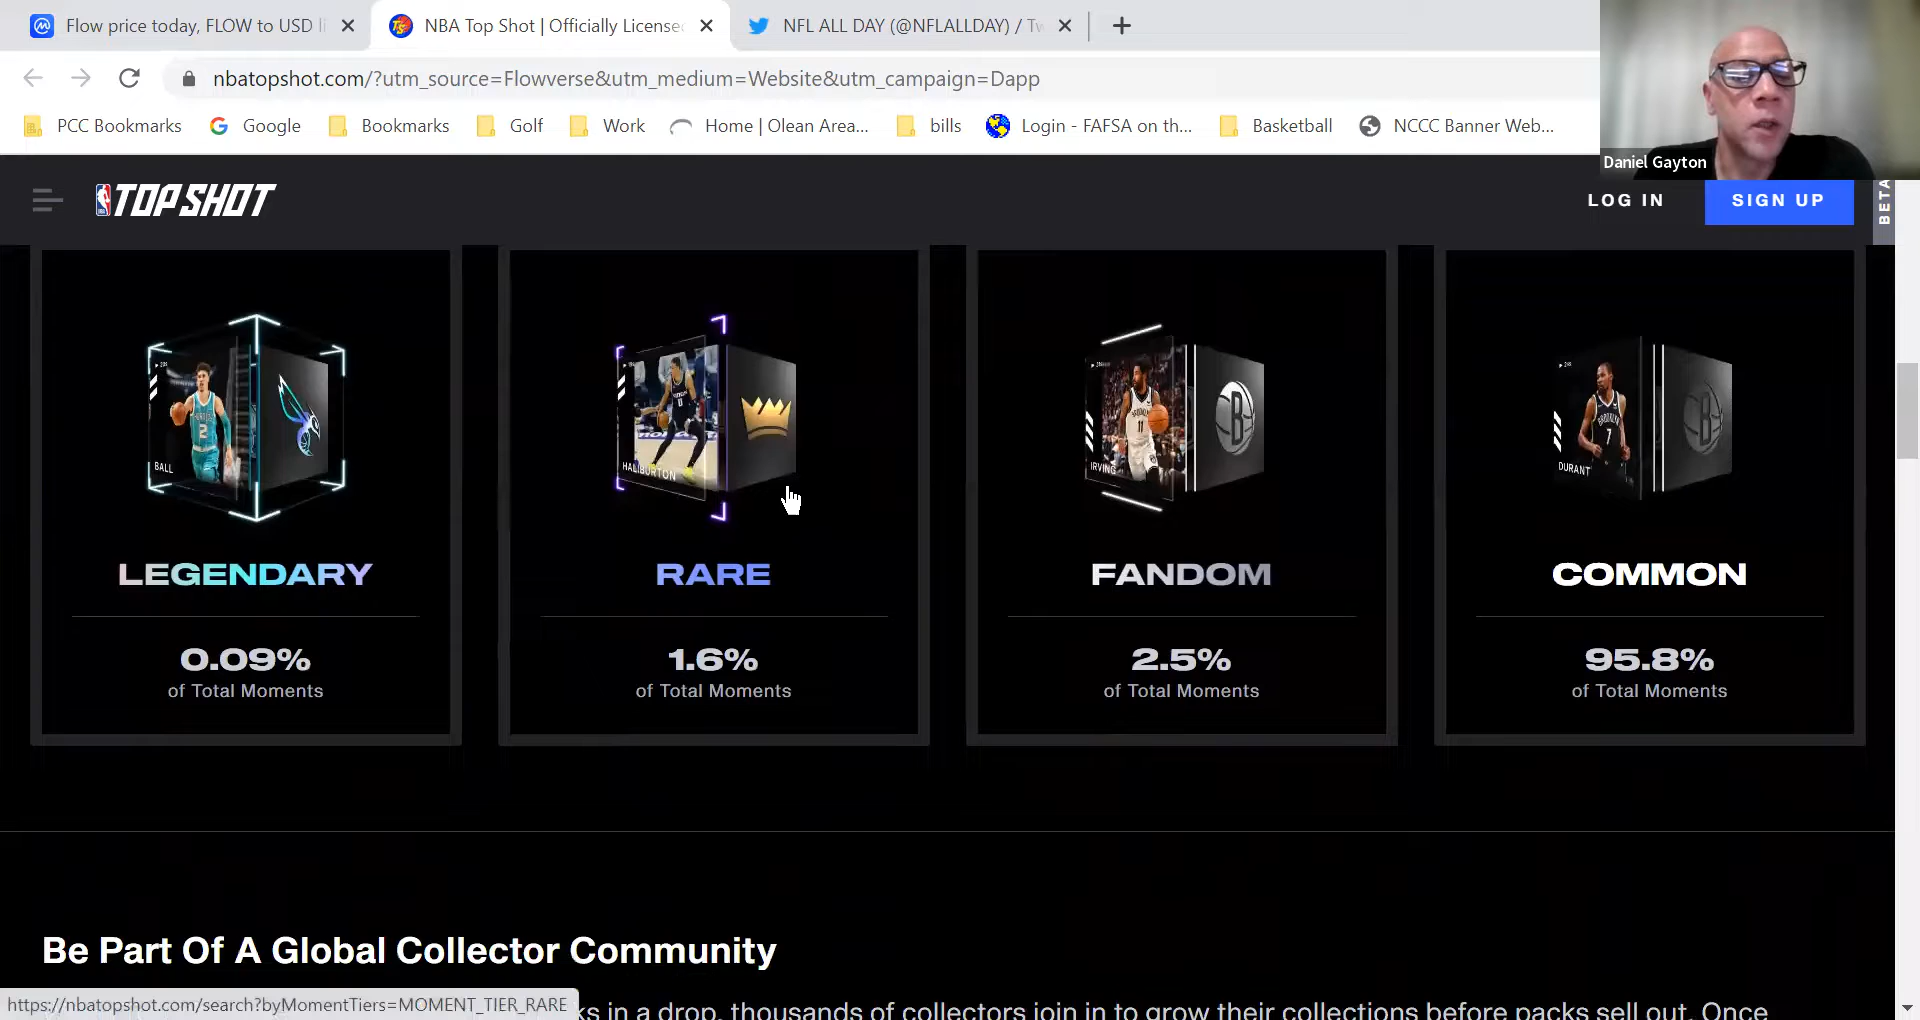 Flow price today, FLOW to USD li
NBA Top Shot | Officially License
NFL ALL DAY (@NFLALLDAY) / Tw
nbatopshot.com/?utm_source=Flowverse&utm_medium=Website&utm_campaign=Dapp
PCC Bookmarks
Google
Bookmarks
Golf
Work
Home | Olean Area...
bills
Login - FAFSA on th...
Basketball
NCCC Banner Web...
Daniel Gayton
TOP SHOT
LOG IN
SIGN UP
BETA
BALL
2
HALIBURTON
IRVING
11
B
BROOKLYN
7
DURANT
LEGENDARY
RARE
FANDOM
COMMON
0.09%
of Total Moments
1.6%
of Total Moments
2.5%
of Total Moments
95.8%
of Total Moments
Be Part Of A Global Collector Community
https://nbatopshot.com/search?byMomentTiers=MOMENT_TIER_RARE
ks in a drop, thousands of collectors join in to grow their collections before packs sell out. Once